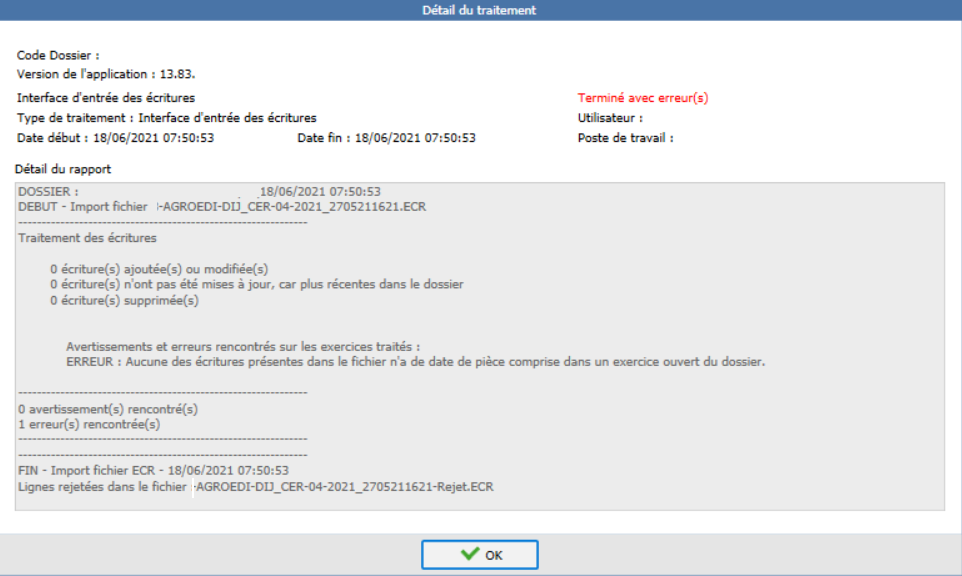 Détail du traitement
Code Dossier :
Version de l'application : 13.83.
Interface d'entrée des écritures
Terminé avec erreur(s)
Type de traitement : Interface d'entrée des écritures
Utilisateur :
Date début : 18/06/2021 07:50:53 Date fin : 18/06/2021 07:50:53
Poste de travail :
Détail du rapport
DOSSIER : 18/06/2021 07:50:53
DEBUT - Import fichier -AGROEDI-DIJ_CER-04-2021_2705211621.ECR
--------------------------------------------------------------
Traitement des écritures
0 écriture(s) ajoutée(s) ou modifiée(s)
0 écriture(s) n'ont pas été mises à jour, car plus récentes dans le dossier
0 écriture(s) supprimée(s)
Avertissements et erreurs rencontrés sur les exercices traités :
ERREUR : Aucune des écritures présentes dans le fichier n'a de date de pièce comprise dans un exercice ouvert du dossier.
--------------------------------------------------------------
0 avertissement(s) rencontré(s)
1 erreur(s) rencontrée(s)
--------------------------------------------------------------
--------------------------------------------------------------
FIN - Import fichier ECR - 18/06/2021 07:50:53
Lignes rejetées dans le fichier -AGROEDI-DIJ_CER-04-2021_2705211621-Rejet.ECR
OK